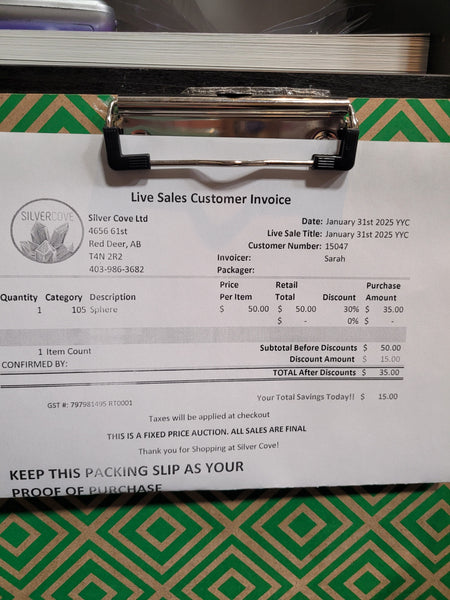 Live Sales Customer Invoice
SILVERCOVE
Silver Cove Ltd
4656 61st
Red Deer, AB
T4N 2R2
403-986-3682
Date: January 31st 2025 YYC
Live Sale Title: January 31st 2025 YYC
Customer Number: 15047
Invoicer: Sarah
Packager:
Quantity Category Description Price Per Item Retail Total Discount Purchase Amount
1 105 Sphere $ 50.00 $ 50.00 30% $ 35.00
$ - 0% $ -
1 Item Count
Subtotal Before Discounts $ 50.00
Discount Amount $ 15.00
CONFIRMED BY:
TOTAL After Discounts $ 35.00
GST #: 797981495 RT0001
Your Total Savings Today!! $ 15.00
Taxes will be applied at checkout
THIS IS A FIXED PRICE AUCTION. ALL SALES ARE FINAL
Thank you for Shopping at Silver Cove!
KEEP THIS PACKING SLIP AS YOUR
PROOF OF PURCHASE